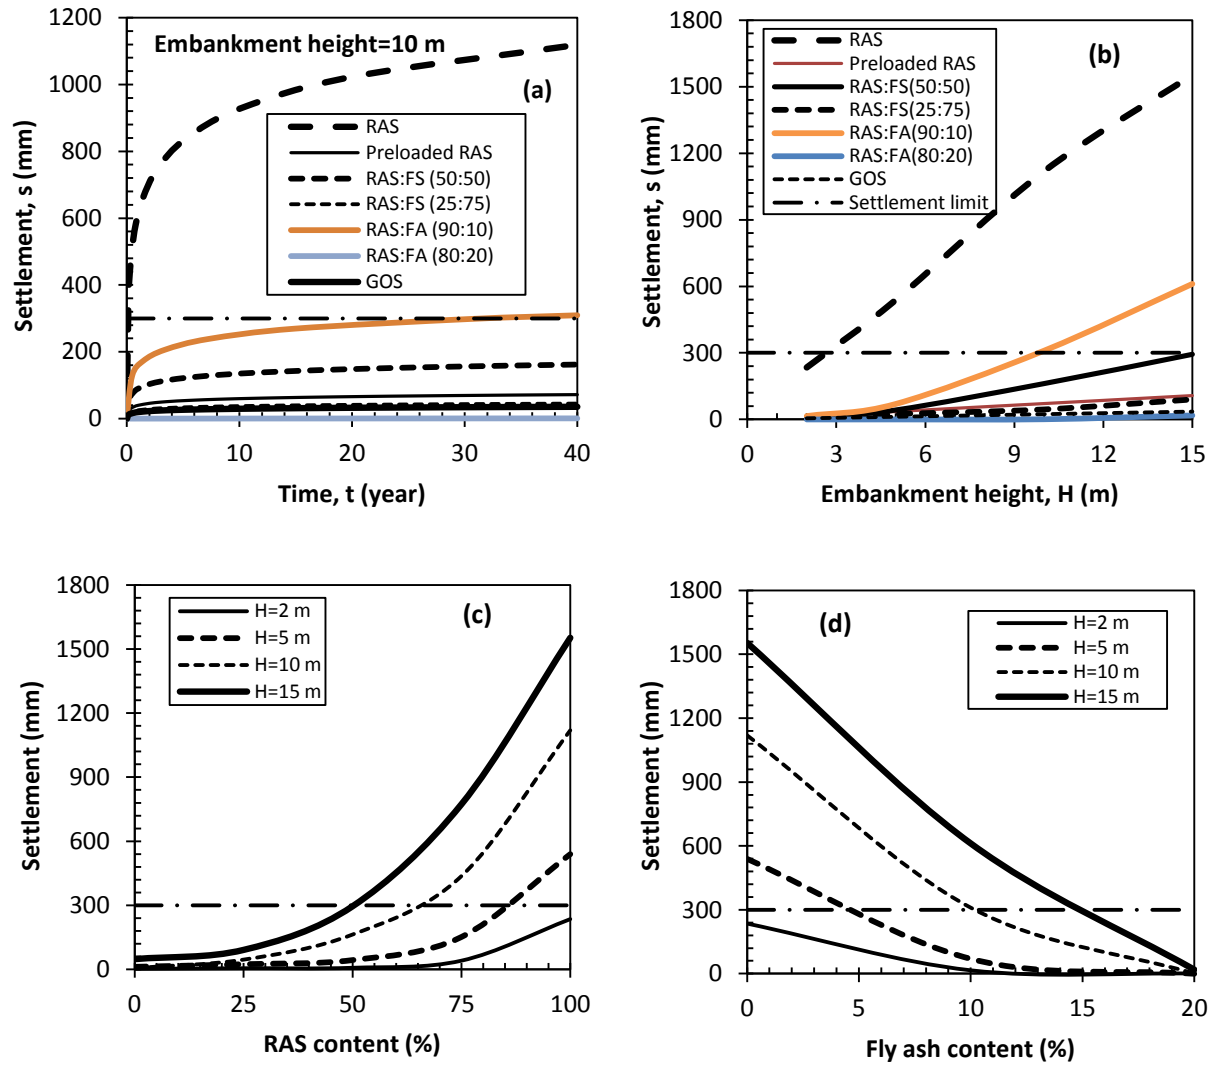 Embankment height=10 m
(a)
Settlement, s (mm)
1200
1000
800
600
400
200
0
RAS
Preloaded RAS
RAS:FS (50:50)
RAS:FS (25:75)
RAS:FA (90:10)
RAS:FA (80:20)
GOS
0 10 20 30 40
Time, t (year)
(b)
Settlement, s (mm)
1800
1500
1200
900
600
300
0
RAS
Preloaded RAS
RAS:FS(50:50)
RAS:FS(25:75)
RAS:FA(90:10)
RAS:FA(80:20)
GOS
Settlement limit
0 3 6 9 12 15
Embankment height, H (m)
(c)
Settlement (mm)
1800
1500
1200
900
600
300
0
H=2 m
H=5 m
H=10 m
H=15 m
0 25 50 75 100
RAS content (%)
(d)
Settlement (mm)
1800
1500
1200
900
600
300
0
H=2 m
H=5 m
H=10 m
H=15 m
0 5 10 15 20
Fly ash content (%)